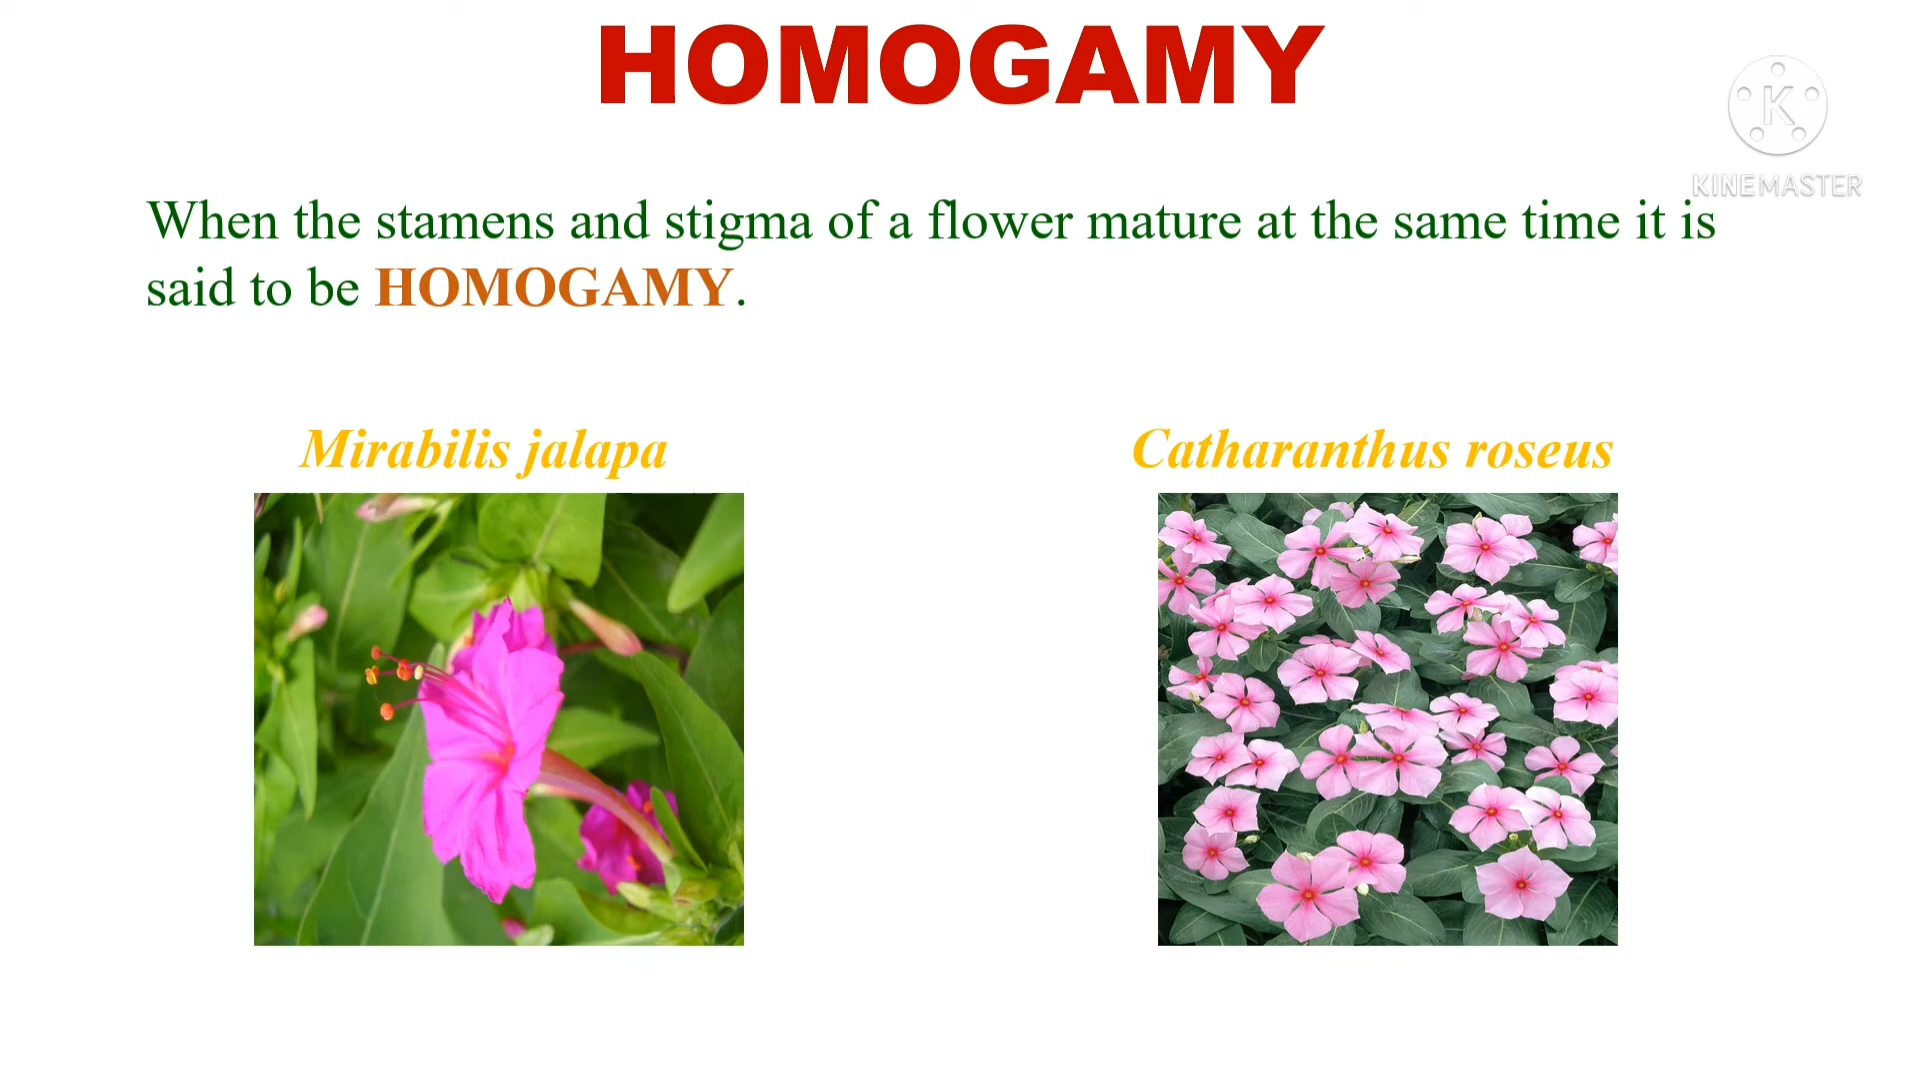 HOMOGAMY
K
KINEMASTER
When the stamens and stigma of a flower mature at the same time it is
said to be HOMOGAMY.
Mirabilis jalapa
Catharanthus roseus